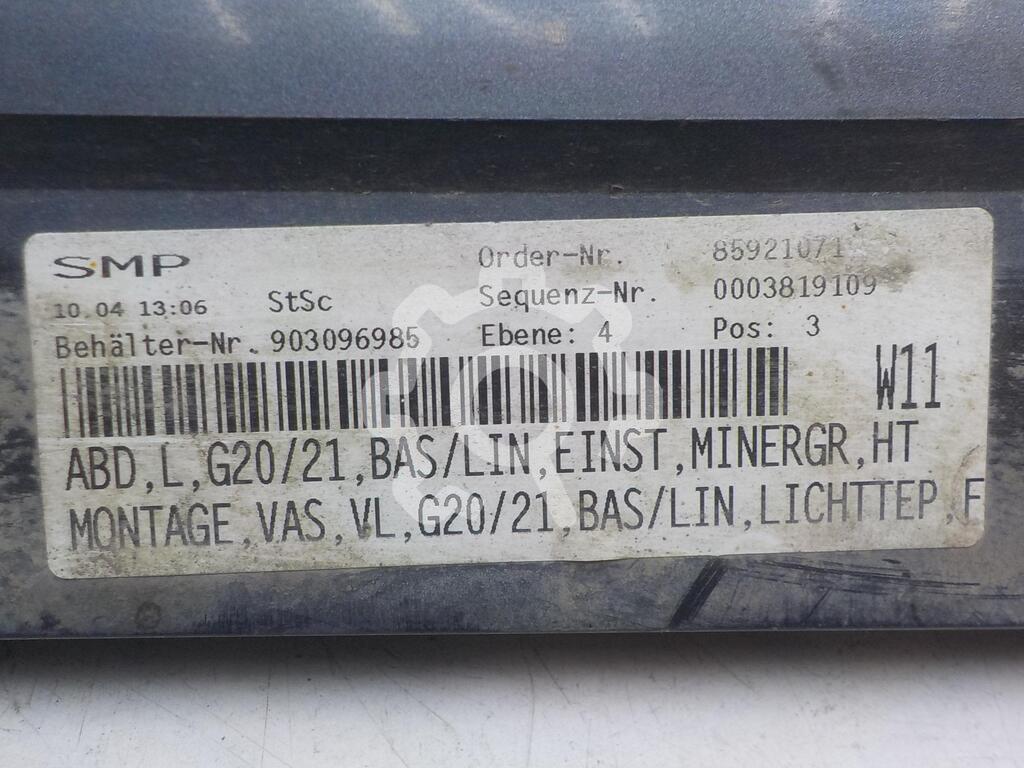 SMP
Order-Nr. 85921071
10.04 13:06 StSc
Sequenz-Nr. 0003819109
Behälter-Nr. 903096985 Ebene: 4 Pos: 3
W11
ABD,L,G20/21,BAS/LIN,EINST,MINERGR,HT
MONTAGE,VAS,VL,G20/21,BAS/LIN,LICHTTEP,F